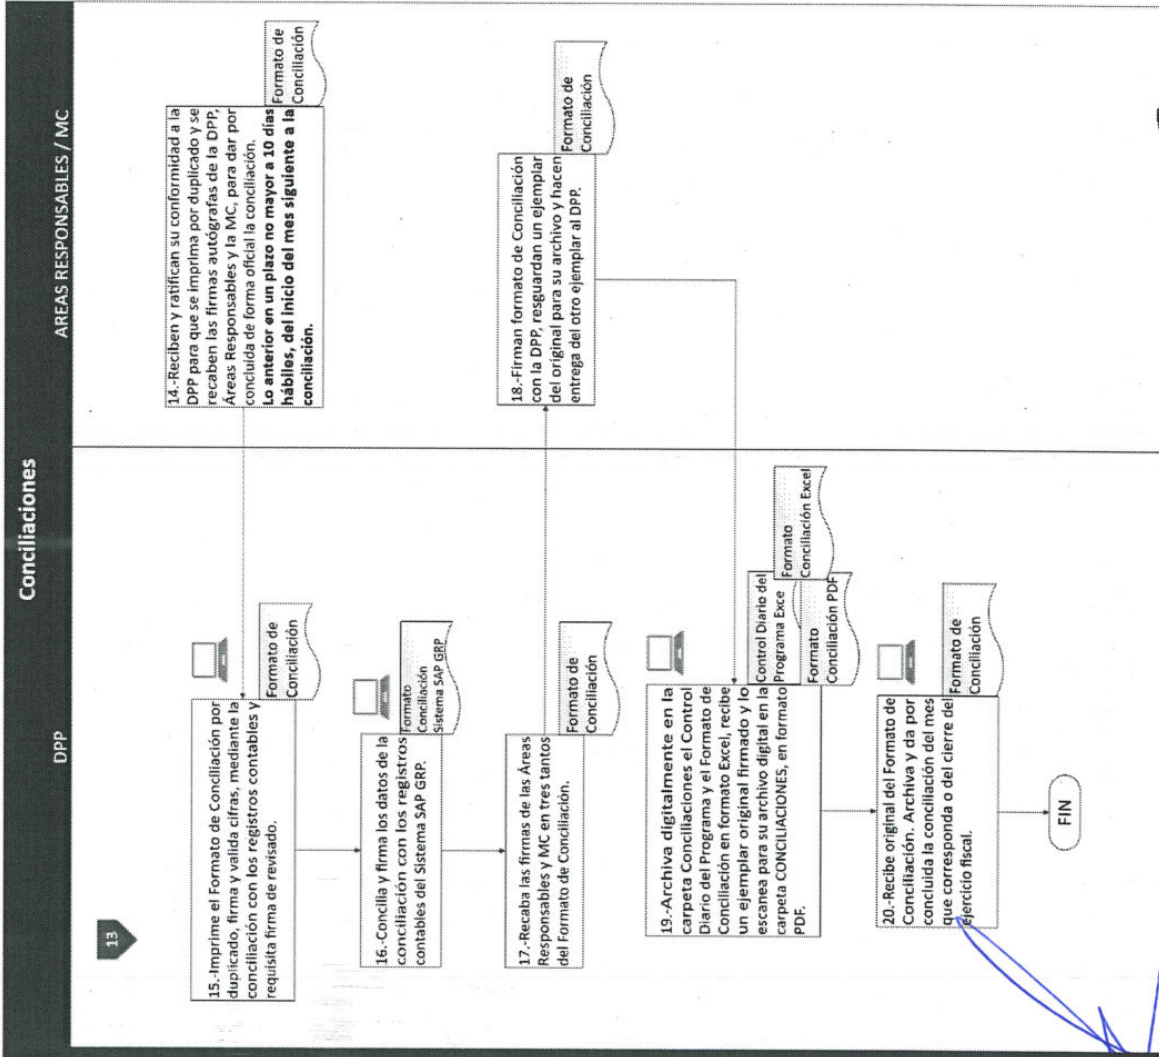 Conciliaciones
DPP
AREAS RESPONSABLES / MC
13
14.-Reciben y ratifican su conformidad a la
DPP para que se imprima por duplicado y se
recaben las firmas autógrafas de la DPP,
Áreas Responsables y la MC, para dar por
concluida de forma oficial la conciliación.
Lo anterior en un plazo no mayor a 10 días
hábiles, del inicio del mes siguiente a la
conciliación.
Formato de
Conciliación
15.-Imprime el Formato de Conciliación por
duplicado, firma y valida cifras, mediante la
conciliación con los registros contables y
requisita firma de revisado.
Formato de
Conciliación
16.-Concilia y firma los datos de la
conciliación con los registros
contables del Sistema SAP GRP.
Formato
Conciliación
Sistema SAP GRP
17.-Recaba las firmas de las Áreas
Responsables y MC en tres tantos
del Formato de Conciliación.
Formato de
Conciliación
18.-Firman formato de Conciliación
con la DPP, resguardan un ejemplar
del original para su archivo y hacen
entrega del otro ejemplar al DPP.
Formato de
Conciliación
19.-Archiva digitalmente en la
carpeta Conciliaciones el Control
Diario del Programa y el Formato de
Conciliación en formato Excel, recibe
un ejemplar original firmado y lo
escanea para su archivo digital en la
carpeta CONCILIACIONES, en formato
PDF.
Control Diario del
Programa Exce
Formato
Conciliación Excel
Formato
Conciliación PDF
20.-Recibe original del Formato de
Conciliación. Archiva y da por
concluida la conciliación del mes
que corresponda o del cierre del
ejercicio fiscal.
Formato de
Conciliación
FIN